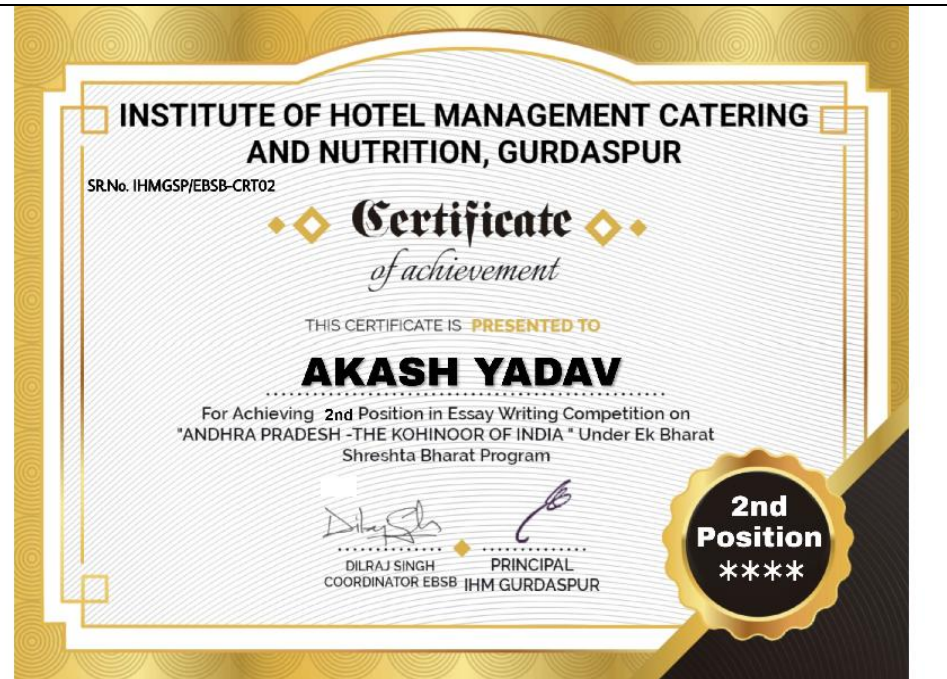 INSTITUTE OF HOTEL MANAGEMENT CATERING
AND NUTRITION, GURDASPUR
SR.No. IHMGSP/EBSB-CRT02
Certificate
of achievement
THIS CERTIFICATE IS PRESENTED TO
AKASH YADAV
For Achieving 2nd Position in Essay Writing Competition on
"ANDHRA PRADESH -THE KOHINOOR OF INDIA " Under Ek Bharat
Shreshta Bharat Program
DILRAJ SINGH
COORDINATOR EBSB
PRINCIPAL
IHM GURDASPUR
2nd
Position
****